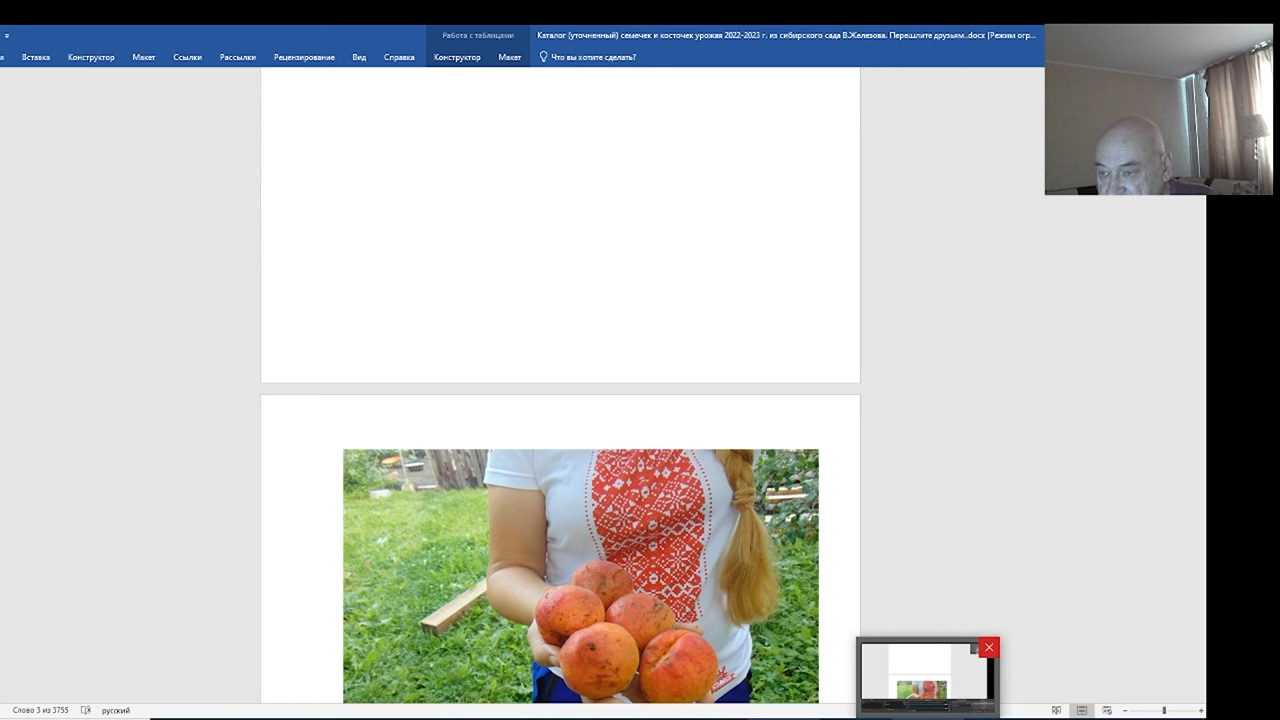 Работа с таблицами
Каталог (уточненный) семечек и косточек урожая 2022-2023 г. из сибирского сада В.Железова. Перешлите друзьям..docx [Режим огр...
я Вставка Конструктор Макет Ссылки Рассылки Рецензирование Вид Справка Конструктор Макет Что вы хотите сделать?
Слово 3 из 3755 русский